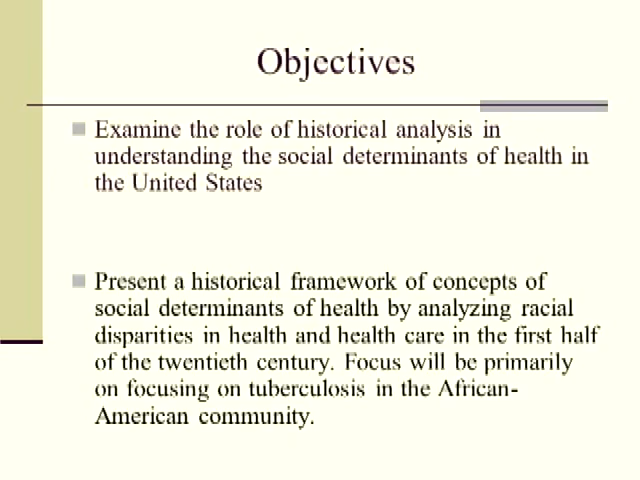 Objectives
Examine the role of historical analysis in
understanding the social determinants of health in
the United States
Present a historical framework of concepts of
social determinants of health by analyzing racial
disparities in health and health care in the first half
of the twentieth century. Focus will be primarily
on focusing on tuberculosis in the African-
American community.